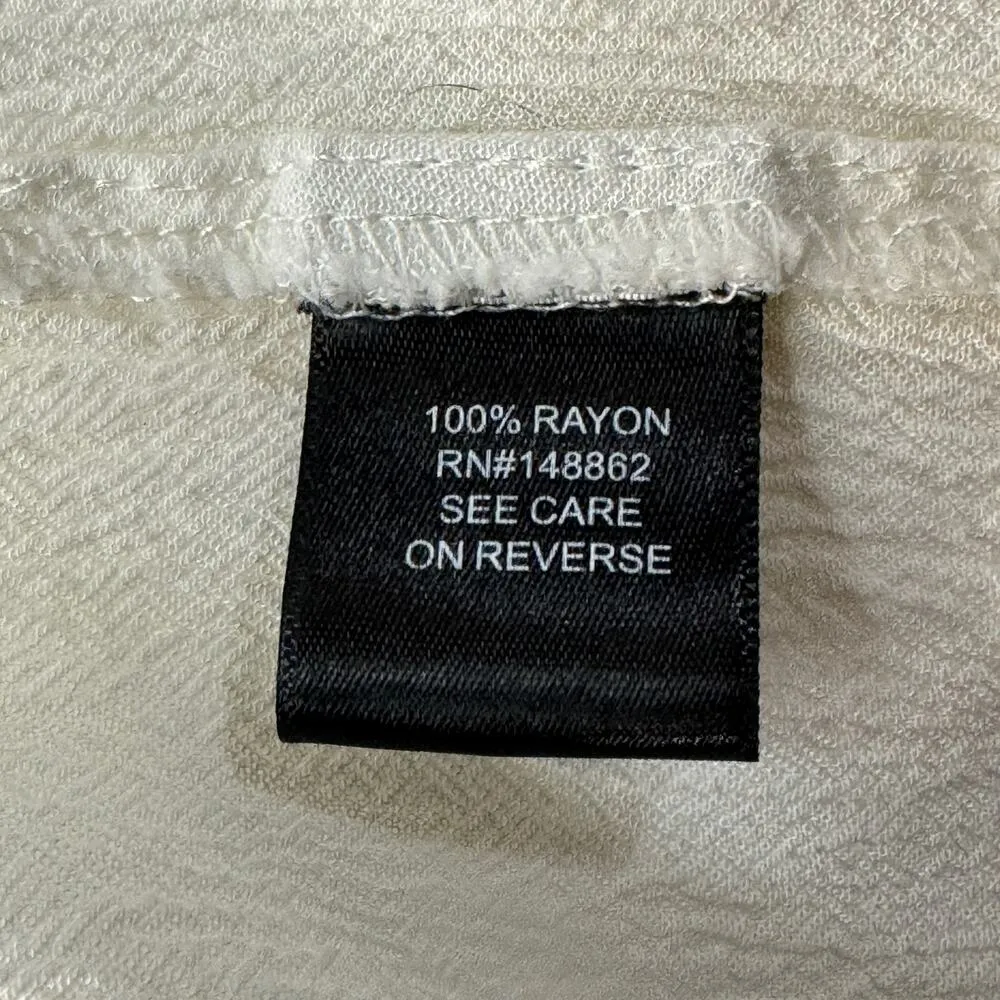 100% RAYON
RN#148862
SEE CARE
ON REVERSE